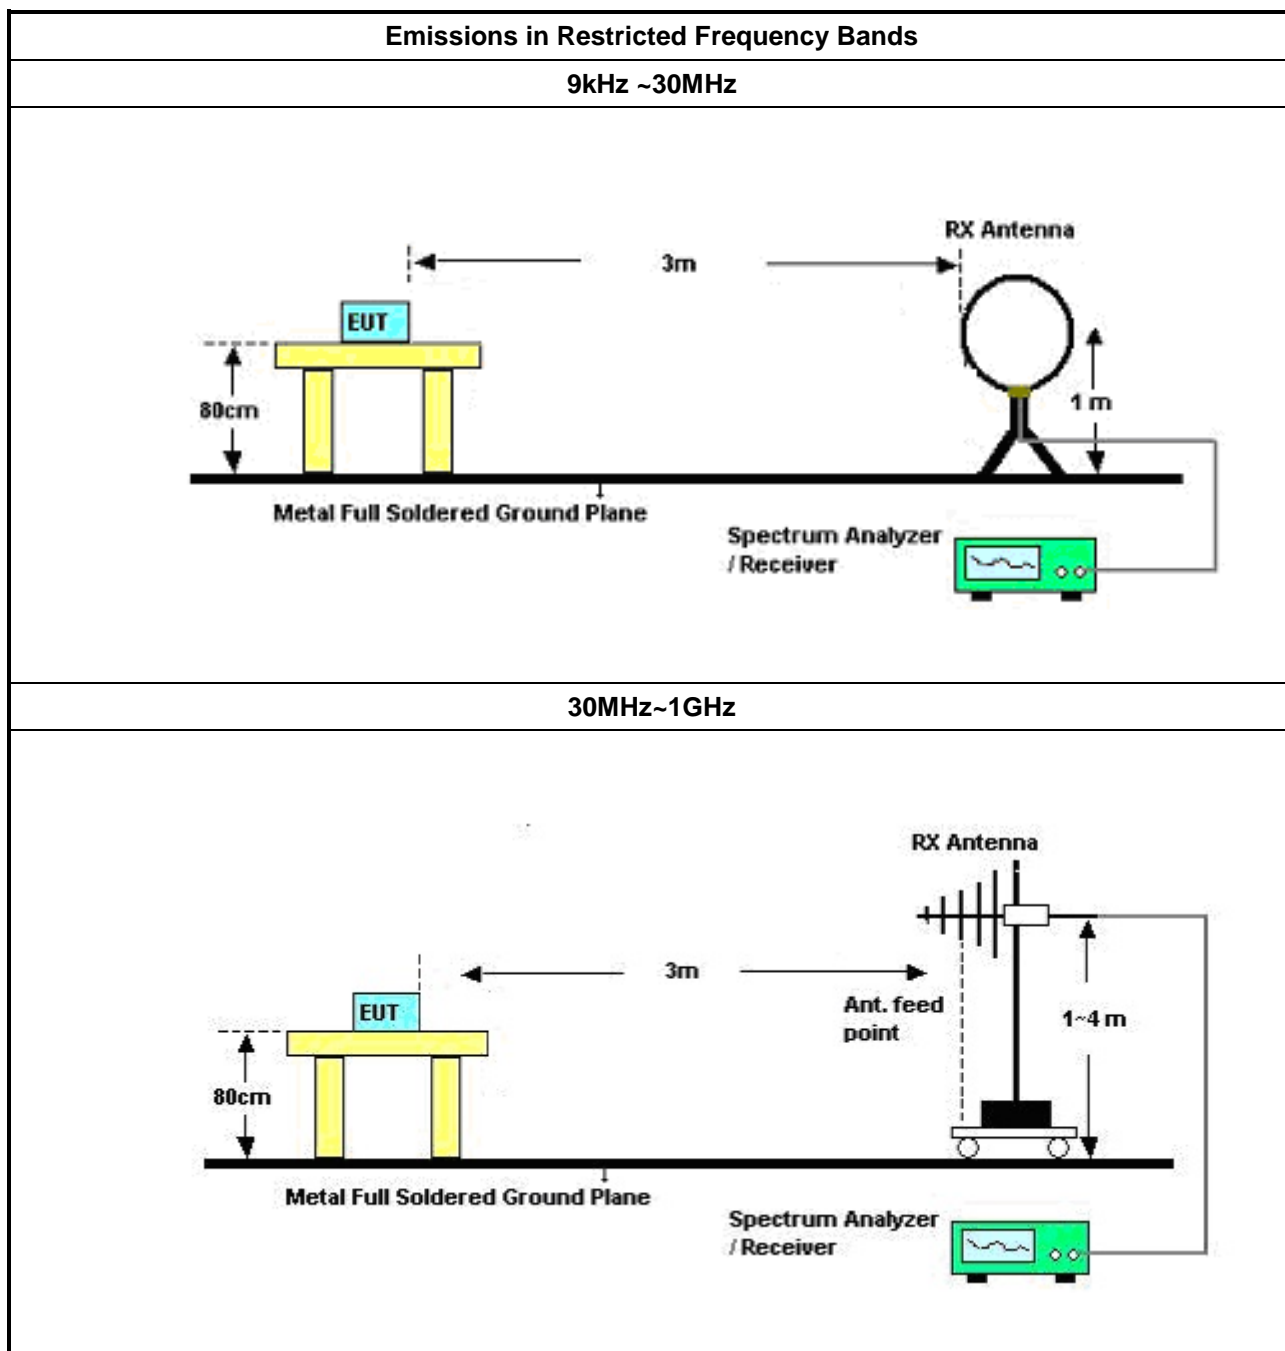 Emissions in Restricted Frequency Bands
9kHz ~30MHz
RX Antenna
3m
EUT
80cm
1 m
Metal Full Soldered Ground Plane
Spectrum Analyzer
/ Receiver
30MHz~1GHz
RX Antenna
3m
EUT
Ant. feed
point
1~4 m
80cm
Metal Full Soldered Ground Plane
Spectrum Analyzer
/ Receiver